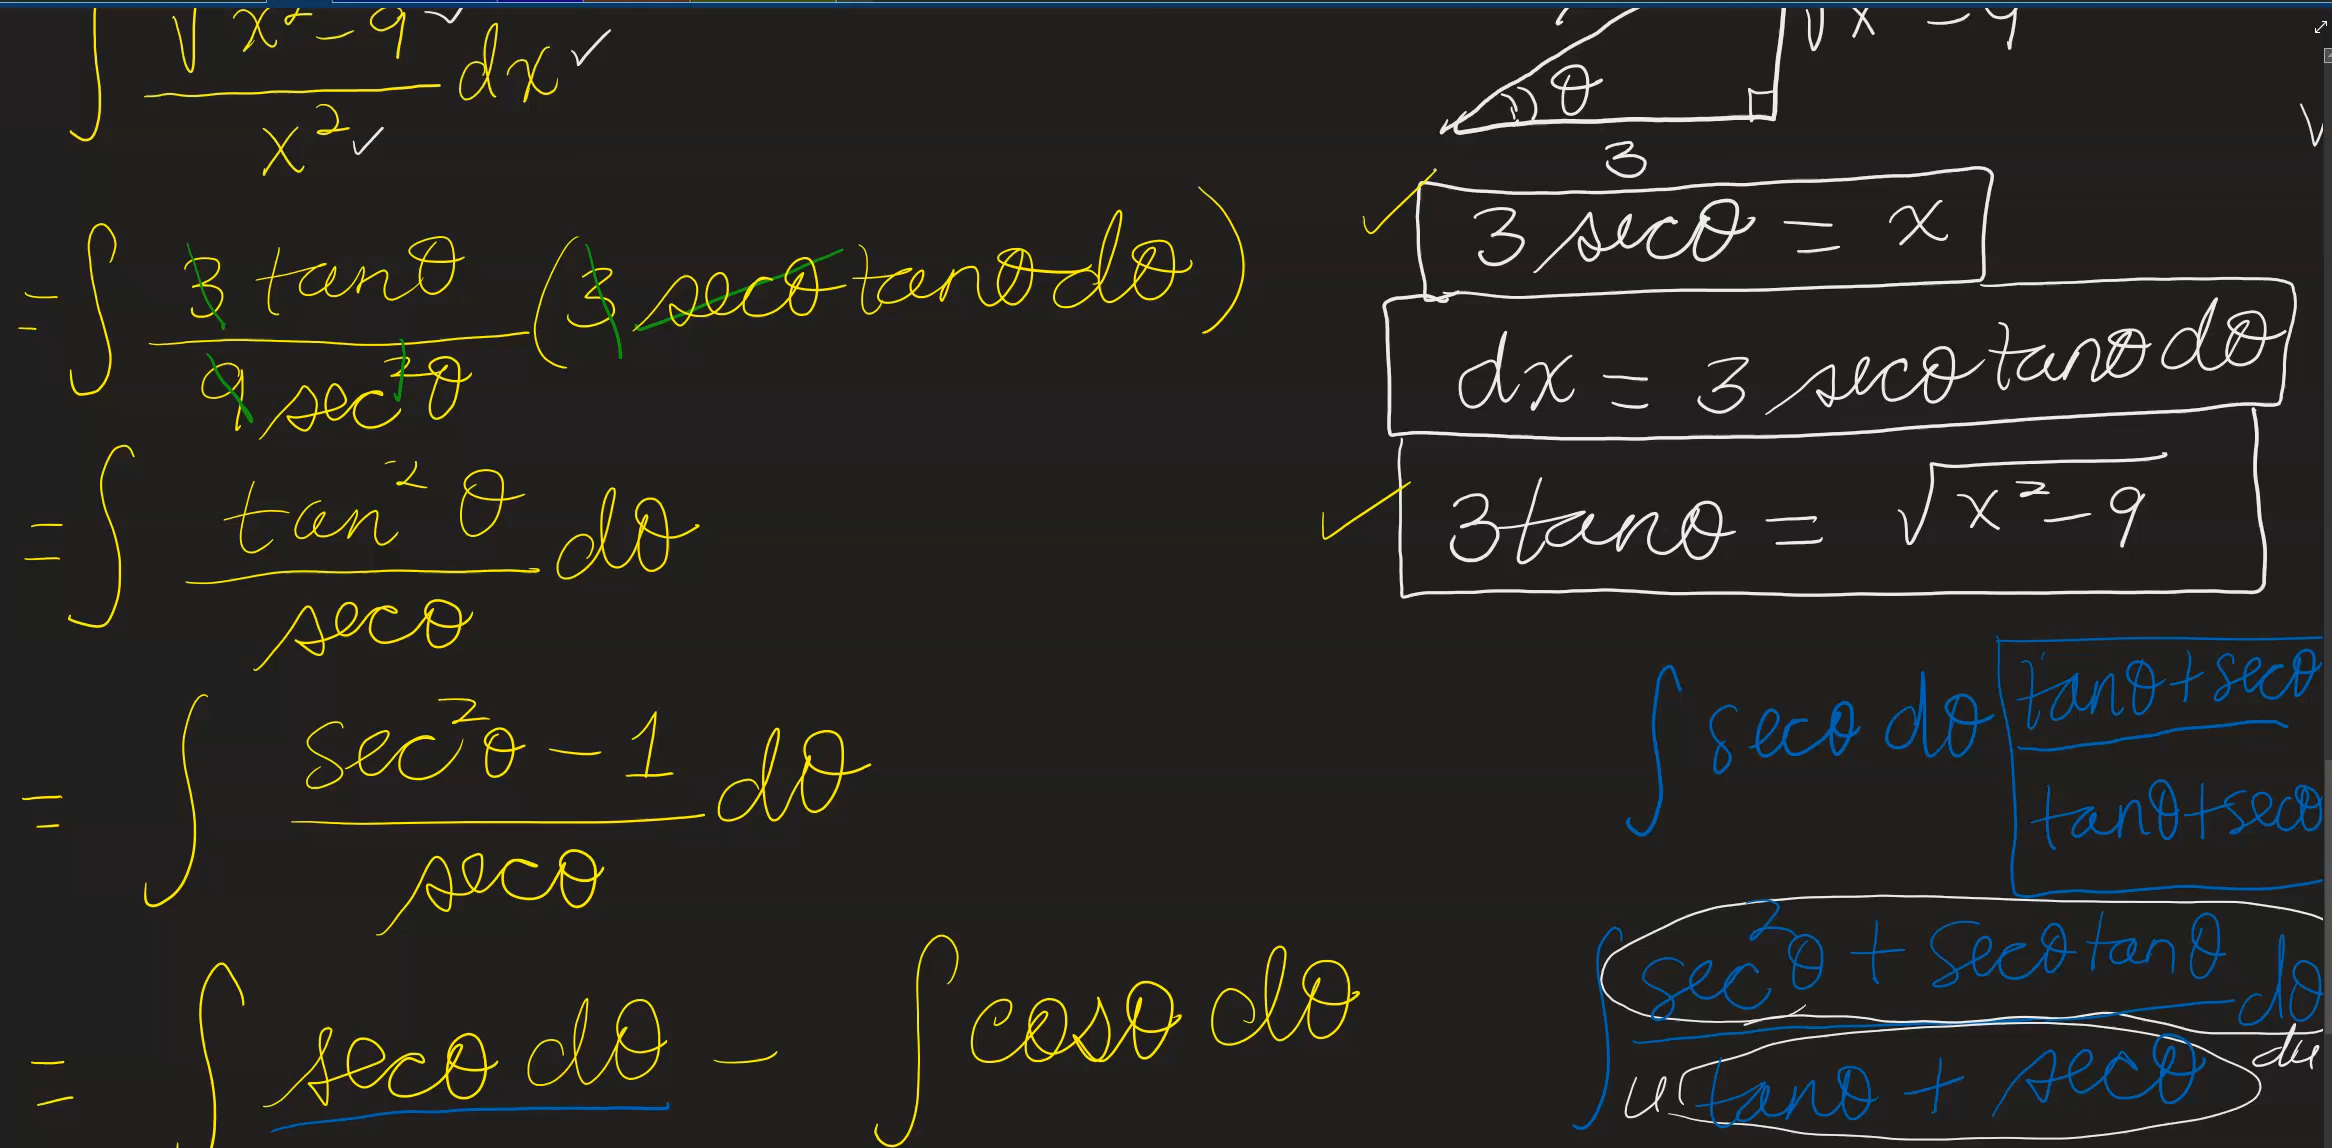 ∫ √x²-9 / x² dx ✓
= ∫ 3 tanθ / 9 secθ² (3 secθ tanθ dθ)
= ∫ tan²θ / secθ dθ
= ∫ sec²θ - 1 / secθ dθ
= ∫ secθ dθ - ∫ cosθ dθ
θ
3
3 secθ = x
dx = 3 secθ tanθ dθ
3tanθ = √x²-9
∫ secθ dθ tanθ+secθ / tanθ+secθ
∫ sec²θ + secθ tanθ / tanθ + secθ dθ
u du